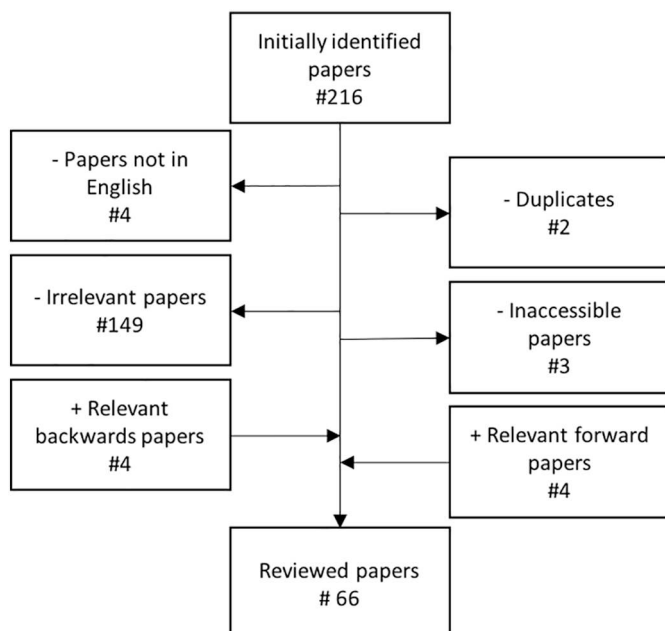 Initially identified
papers
#216
- Papers not in
English
#4
- Duplicates
#2
- Irrelevant papers
#149
- Inaccessible
papers
#3
+ Relevant
backwards papers
#4
+ Relevant forward
papers
#4
Reviewed papers
# 66